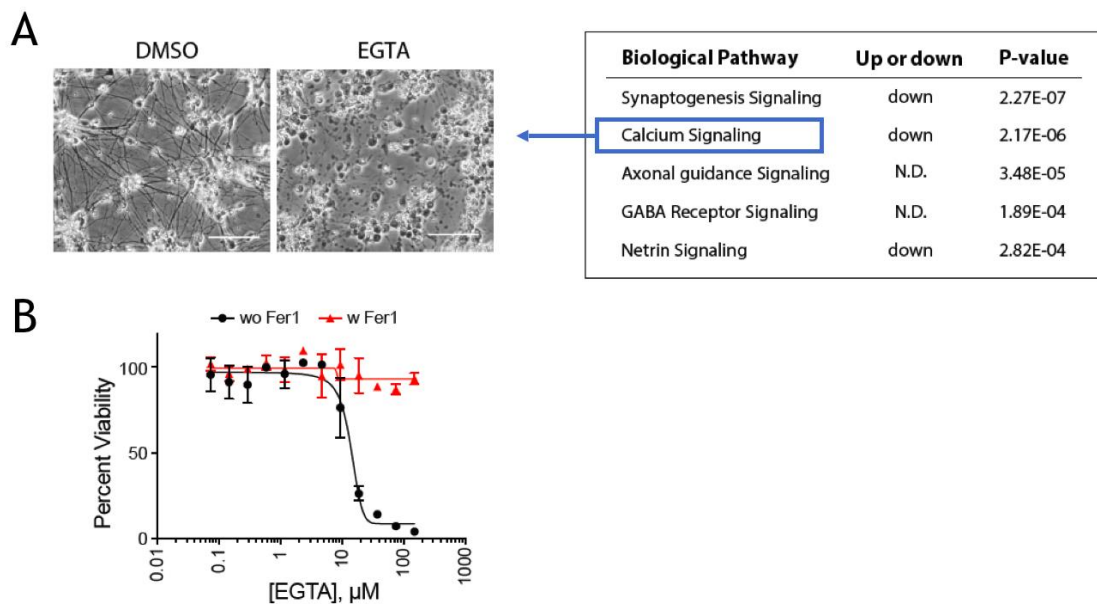 A
DMSO EGTA
Biological Pathway Up or down P-value
Synaptogenesis Signaling down 2.27E-07
Calcium Signaling down 2.17E-06
Axonal guidance Signaling N.D. 3.48E-05
GABA Receptor Signaling N.D. 1.89E-04
Netrin Signaling down 2.82E-04
B
wo Fer1 w Fer1
Percent Viability
100
50
0
0.01 0.1 1 10 100 1000
[EGTA], µM